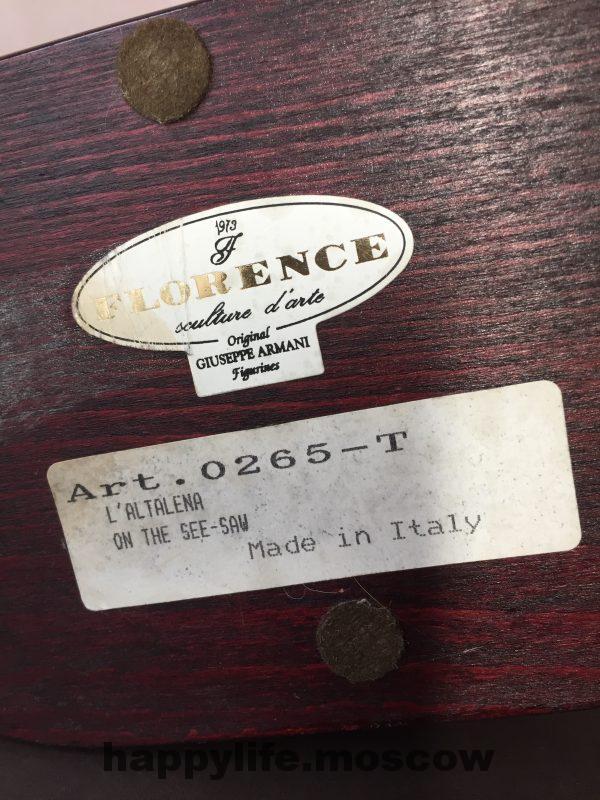 1973
F
FLORENCE
sculture d'arte
Original
GIUSEPPE ARMANI
Figurines
Art. 0265-T
L'ALTALENA
ON THE SEE-SAW
Made in Italy
happylife.moscow